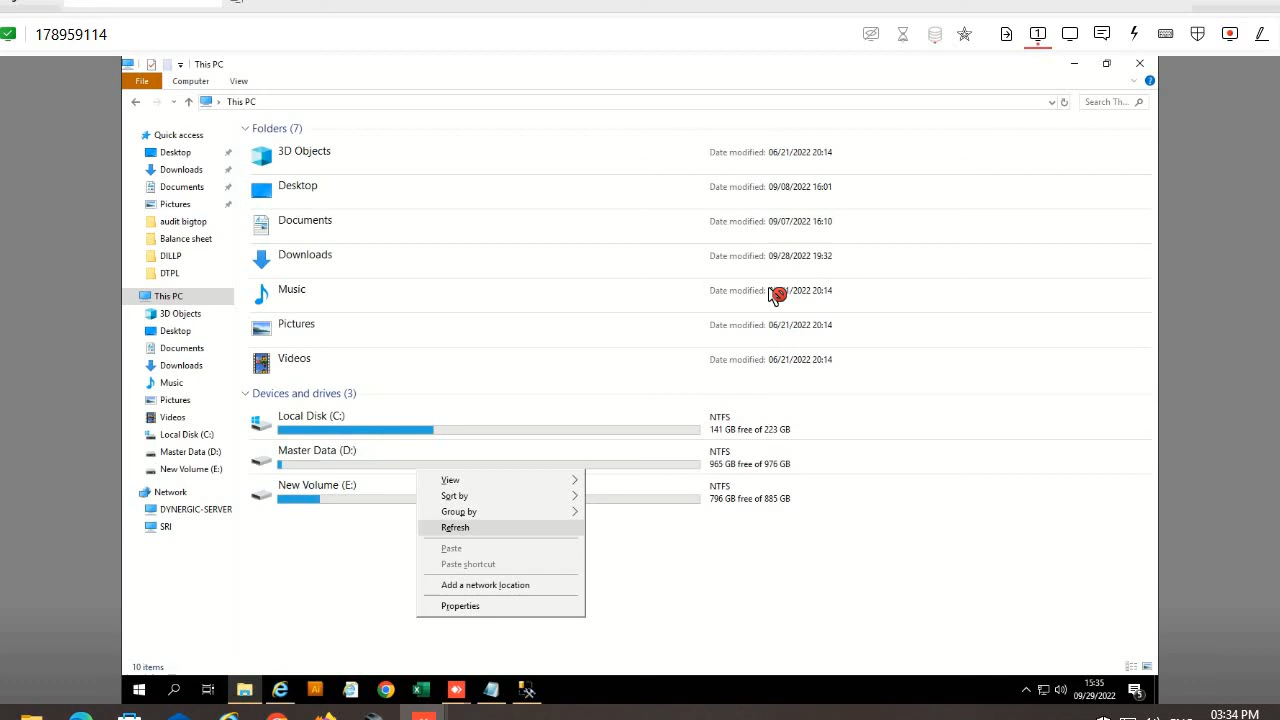 178959114
1
This PC
File
Computer
View
This PC
Search Th...
Quick access
Desktop
Downloads
Documents
Pictures
audit bigtop
Balance sheet
DILLP
DTPL
This PC
3D Objects
Desktop
Documents
Downloads
Music
Pictures
Videos
Local Disk (C:)
Master Data (D:)
New Volume (E:)
Network
DYNERGIC-SERVER
SRI
Folders (7)
3D Objects
Date modified: 06/21/2022 20:14
Desktop
Date modified: 09/08/2022 16:01
Documents
Date modified: 09/07/2022 16:10
Downloads
Date modified: 09/28/2022 19:32
Music
Date modified: 1/2022 20:14
Pictures
Date modified: 06/21/2022 20:14
Videos
Date modified: 06/21/2022 20:14
Devices and drives (3)
Local Disk (C:)
NTFS
141 GB free of 223 GB
Master Data (D:)
NTFS
965 GB free of 976 GB
New Volume (E:)
NTFS
796 GB free of 885 GB
View
Sort by
Group by
Refresh
Paste
Paste shortcut
Add a network location
Properties
10 items
15:35
09/29/2022
5
03:34 PM